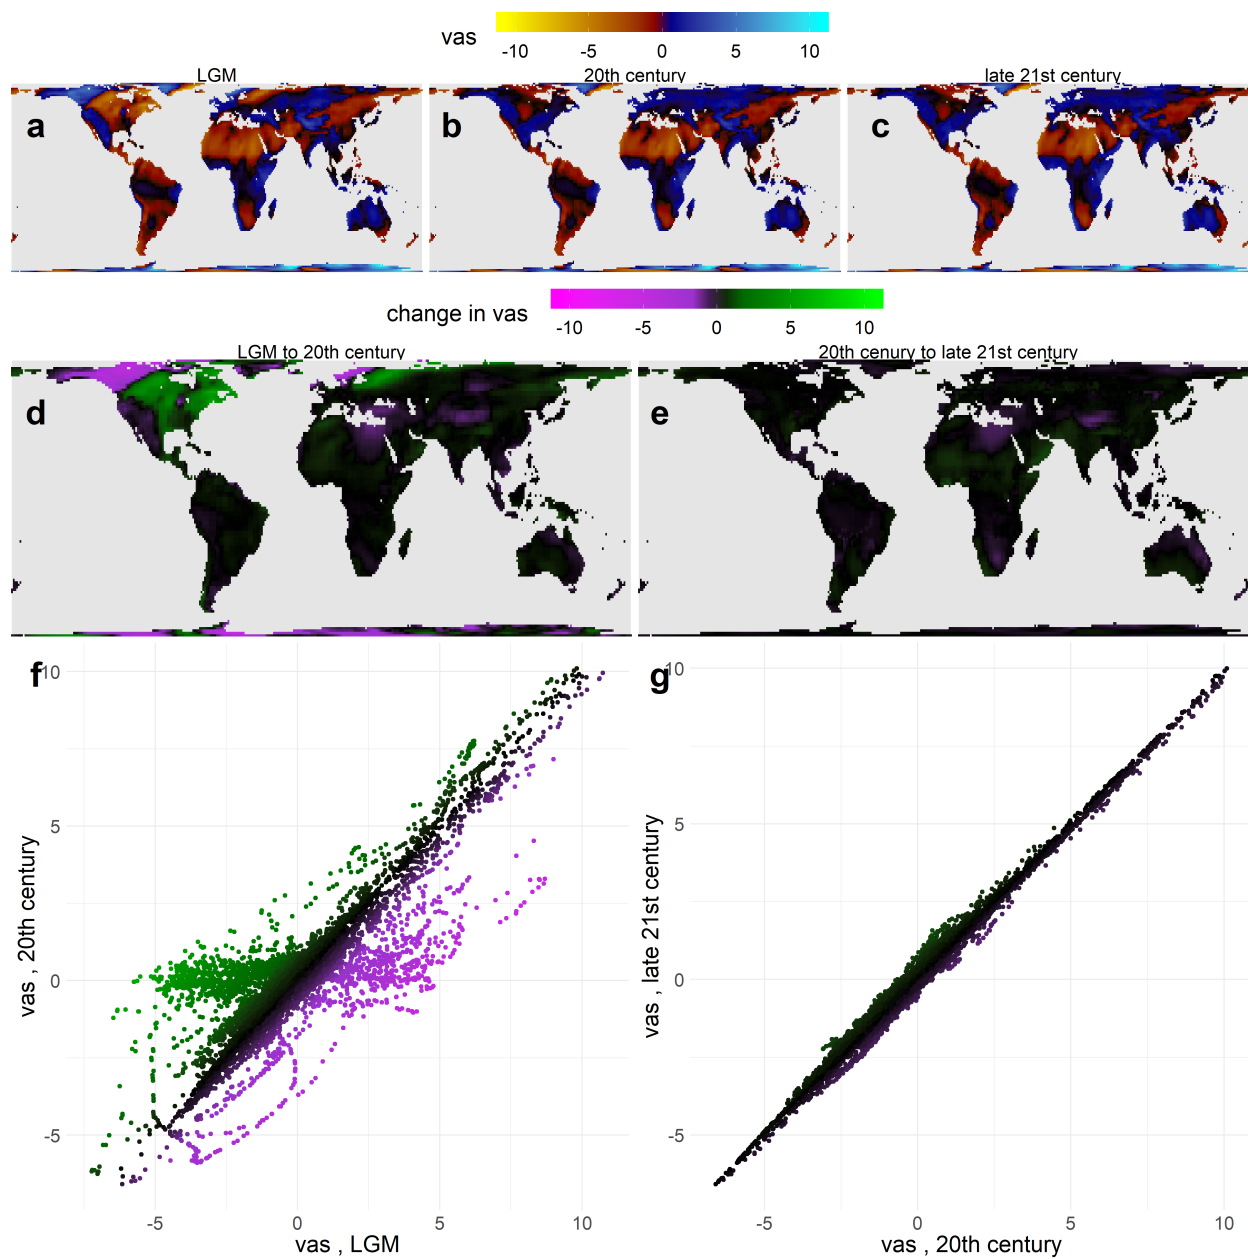 vas
-10 -5 0 5 10
LGM
20th century
late 21st century
a
b
c
change in vas
-10 -5 0 5 10
LGM to 20th century
20th cenury to late 21st century
d
e
f
g
10
5
0
-5
vas , 20th century
-5 0 5 10
vas , LGM
10
5
0
-5
vas , late 21st century
-5 0 5 10
vas , 20th century